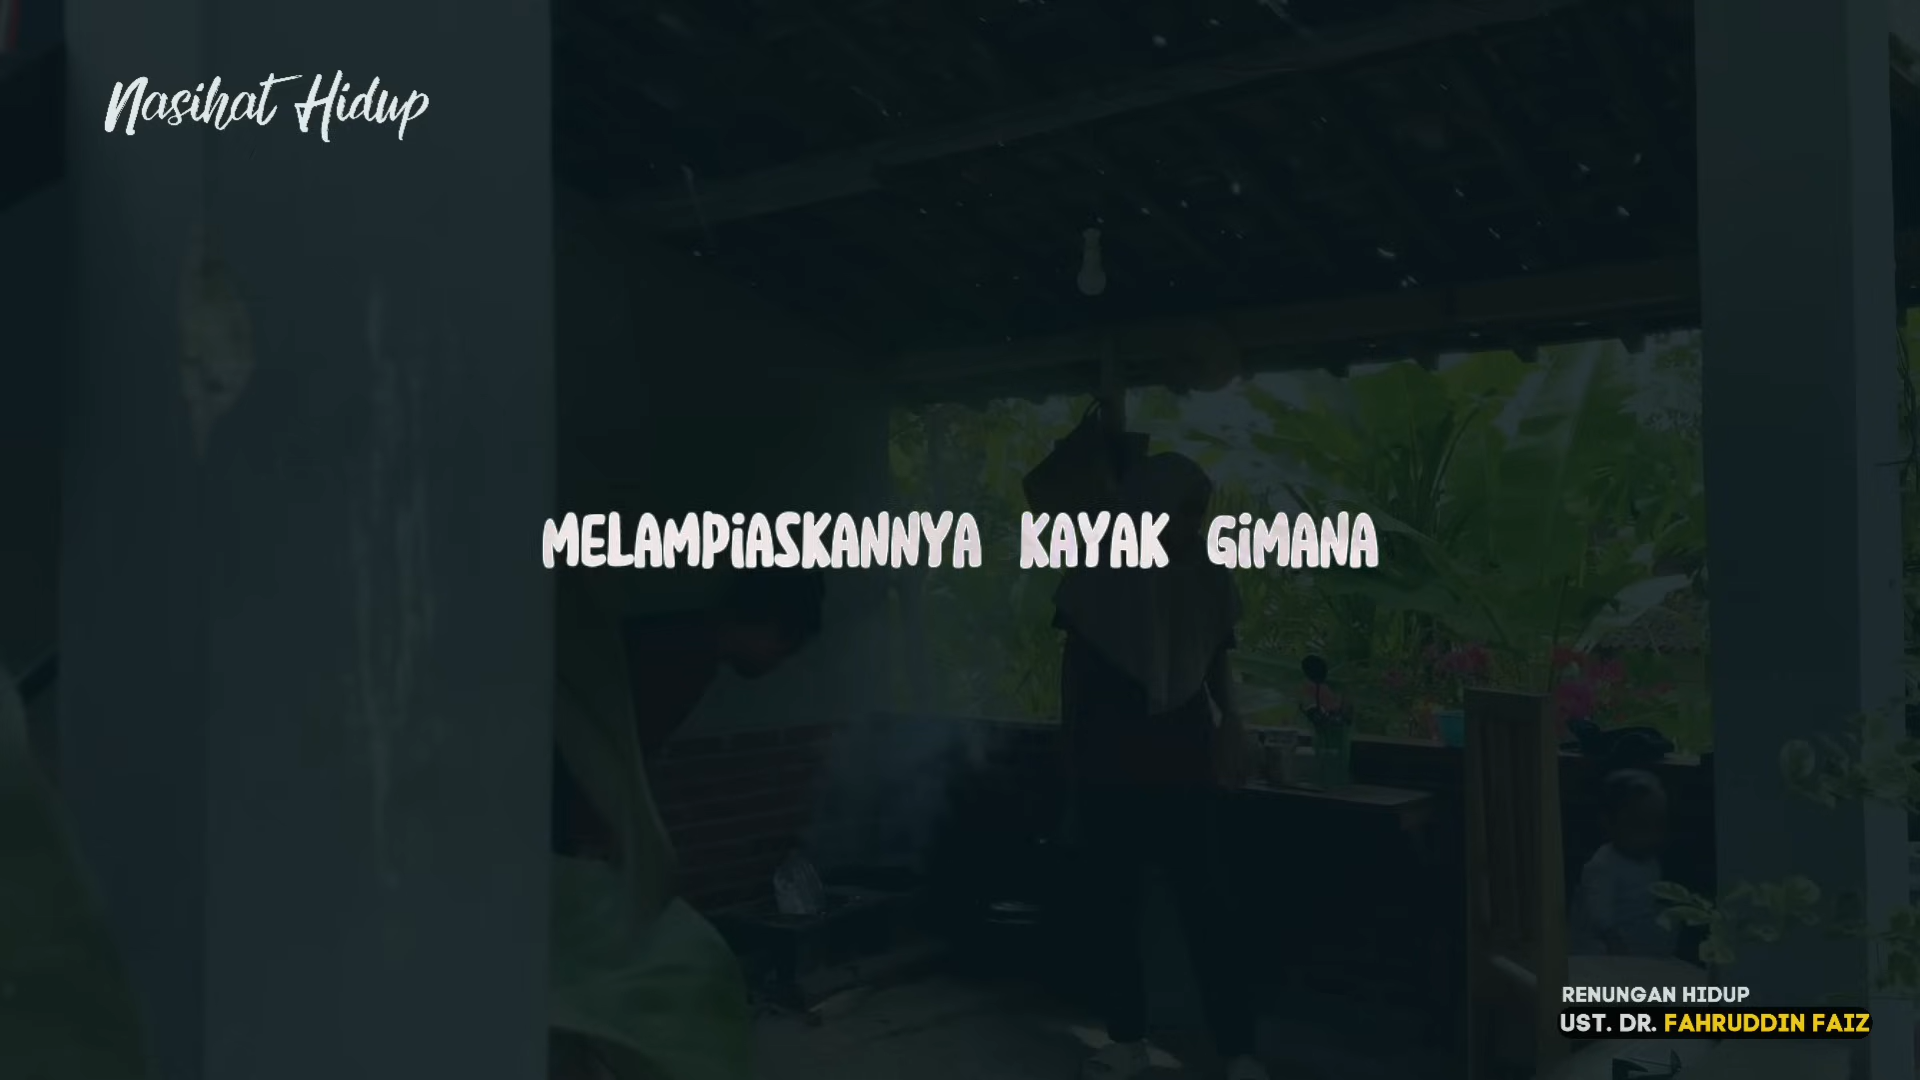 Nasihat Hidup
MELAMPiASKANNYA KAYAK GiMANA
RENUNGAN HIDUP
UST. DR. FAHRUDDIN FAIZ